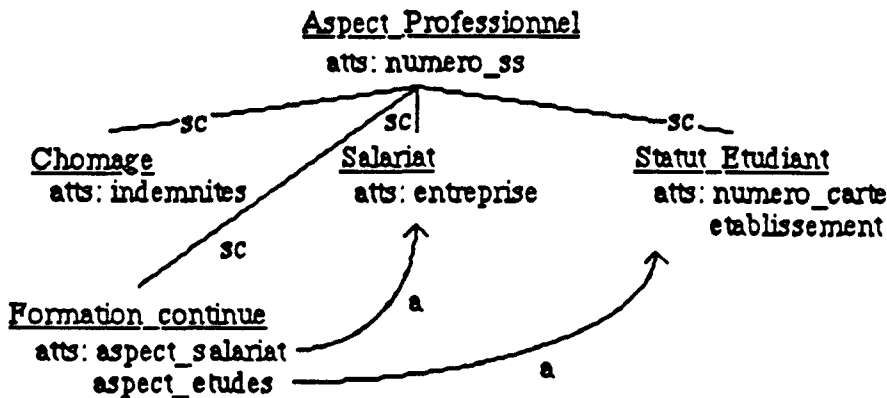 Aspect_Professionnel
atts: numero_ss
sc
sc
sc
Chomage
atts: indemnites
Salariat
atts: entreprise
Statut_Etudiant
atts: numero_carte
etablissement
sc
Formation_continue
atts: aspect_salariat
aspect_etudes
a
a